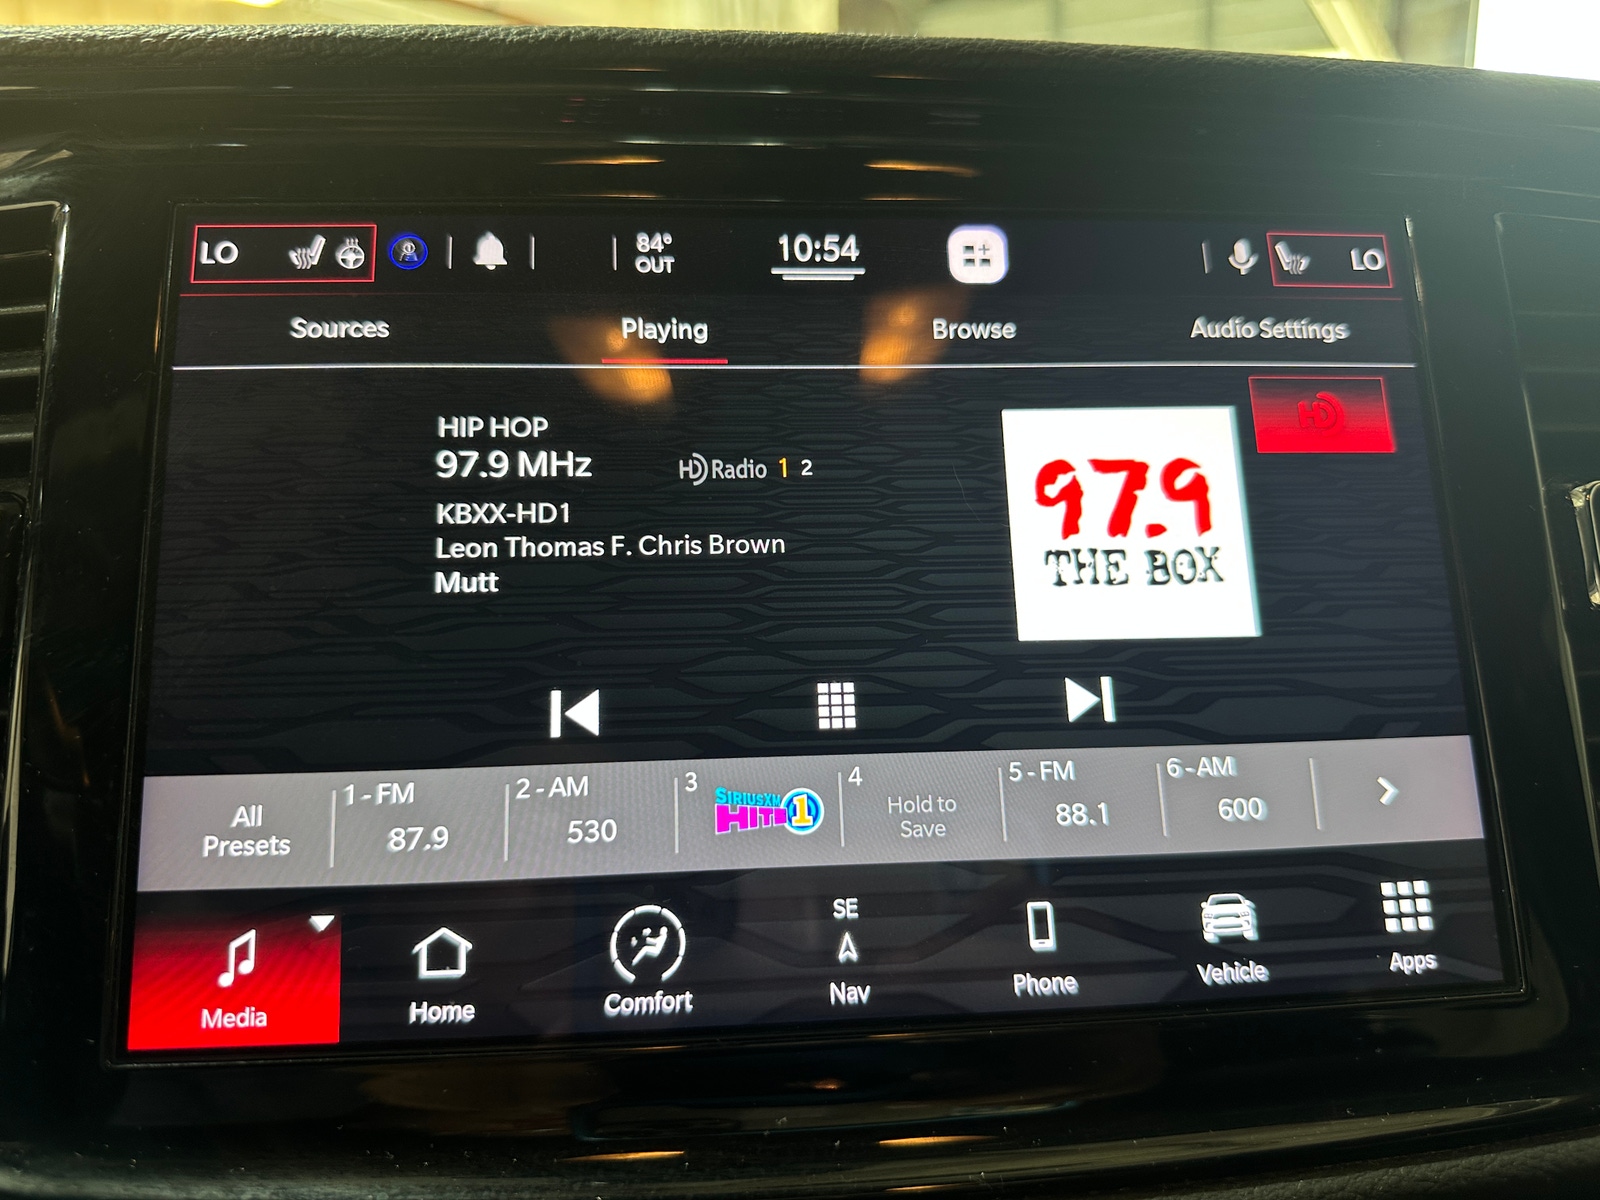 LO
84° OUT
10:54
LO
Sources
Playing
Browse
Audio Settings
HIP HOP
97.9 MHz
HD Radio 1 2
KBXX-HD1
Leon Thomas F. Chris Brown
Mutt
97.9
THE BOX
HD
All Presets
1-FM
87.9
2-AM
530
3
SIRIUSXM
HITS 1
4
Hold to Save
5-FM
88.1
6-AM
600
Media
Home
Comfort
SE
Nav
Phone
Vehicle
Apps